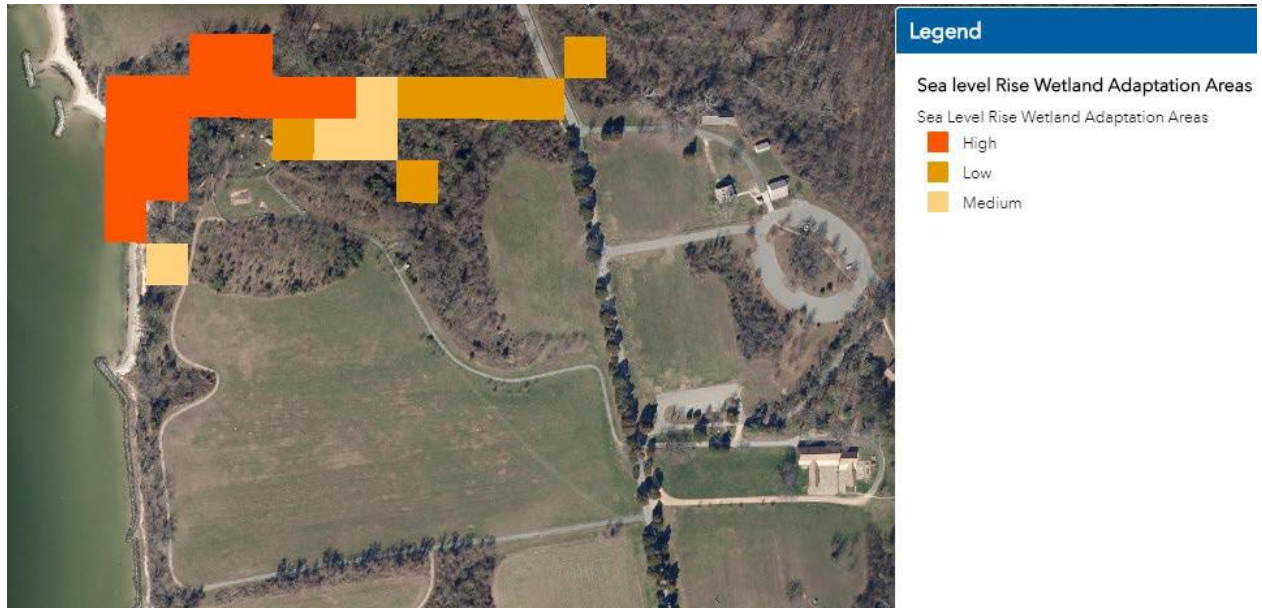 Legend
Sea level Rise Wetland Adaptation Areas
Sea Level Rise Wetland Adaptation Areas
High
Low
Medium